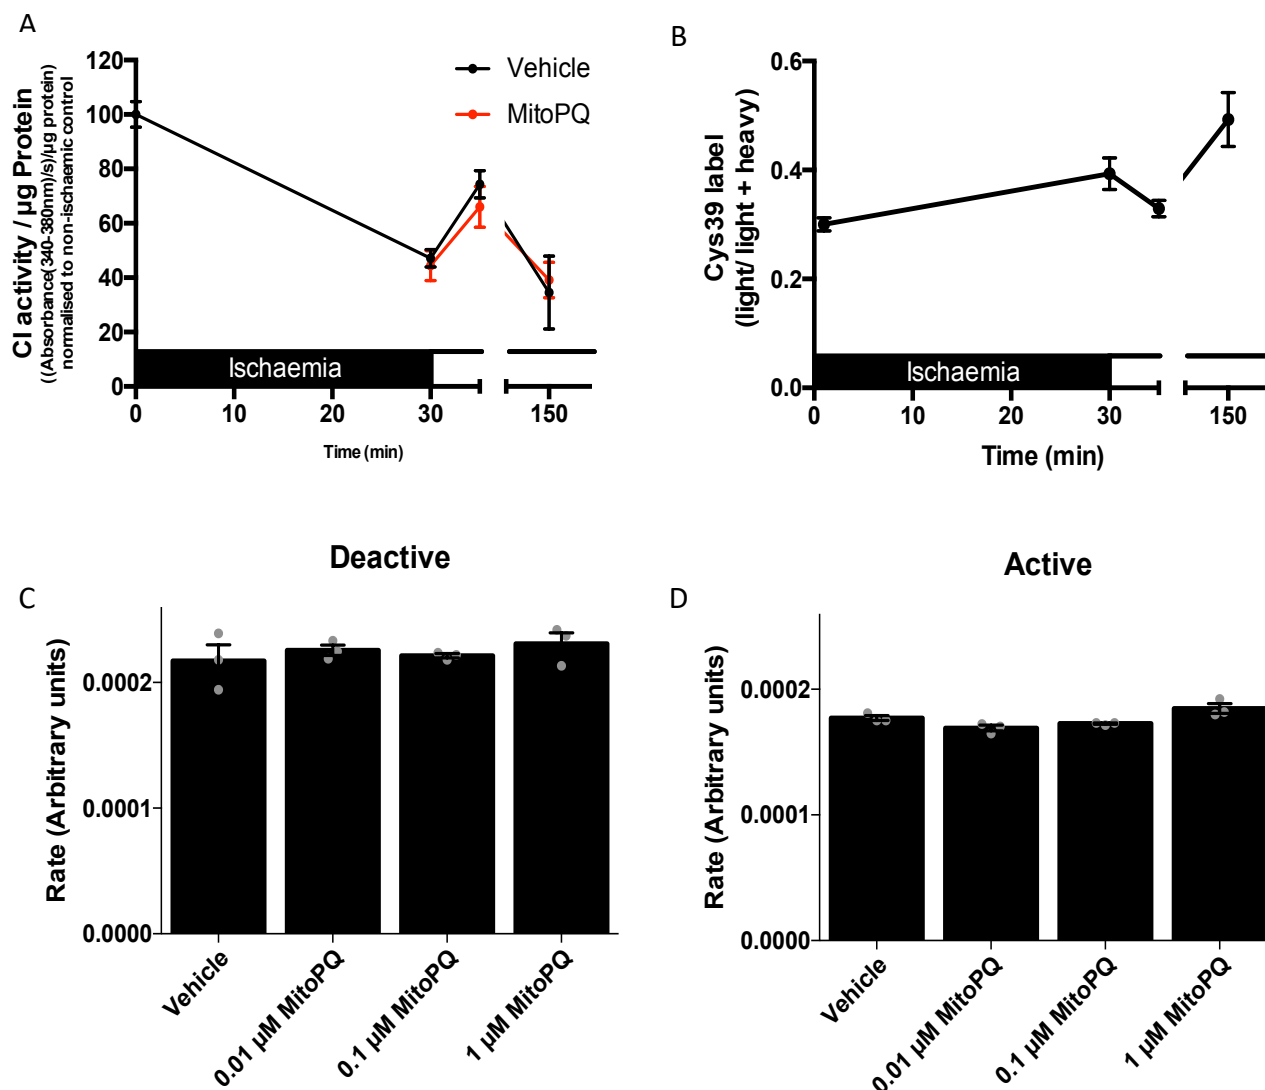 A
CI activity / µg Protein
((Absorbance(340-380nm)/s)/µg protein)
normalised to non-ischaemic control
120
100
80
60
40
20
0
Vehicle
MitoPQ
Ischaemia
0
10
20
30
150
Time (min)
B
Cys39 label
(light/ light + heavy)
0.6
0.4
0.2
0.0
Ischaemia
0
10
20
30
150
Time (min)
Deactive
C
Rate (Arbitrary units)
0.0002
0.0001
0.0000
Vehicle
0.01 µM MitoPQ
0.1 µM MitoPQ
1 µM MitoPQ
Active
D
Rate (Arbitrary units)
0.0002
0.0001
0.0000
Vehicle
0.01 µM MitoPQ
0.1 µM MitoPQ
1 µM MitoPQ